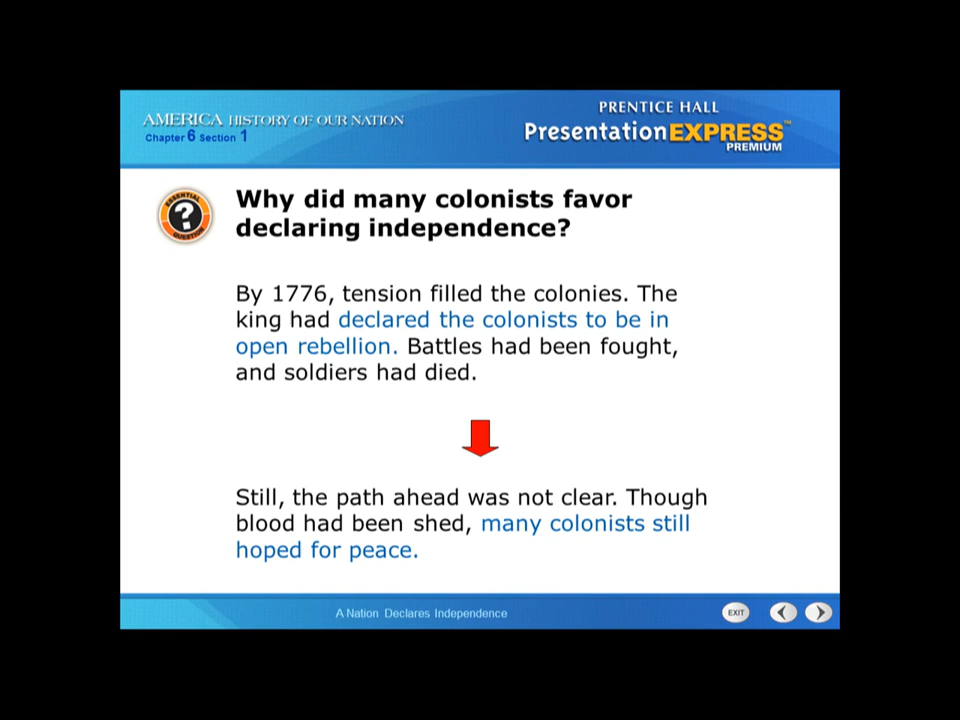 AMERICA HISTORY OF OUR NATION
Chapter 6 Section 1
PRENTICE HALL
PresentationEXPRESS™
PREMIUM
ESSENTIAL
?
QUESTION
Why did many colonists favor
declaring independence?
By 1776, tension filled the colonies. The
king had declared the colonists to be in
open rebellion. Battles had been fought,
and soldiers had died.
Still, the path ahead was not clear. Though
blood had been shed, many colonists still
hoped for peace.
A Nation Declares Independence
EXIT